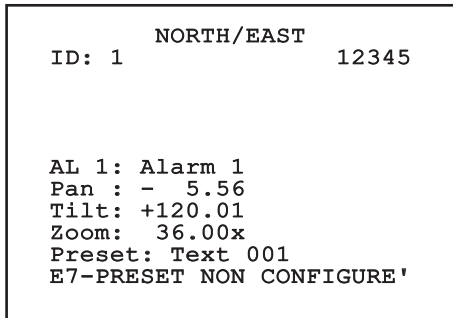 NORTH/EAST
ID: 1 12345
AL 1: Alarm 1
Pan : - 5.56
Tilt: +120.01
Zoom: 36.00x
Preset: Text 001
E7-PRESET NON CONFIGURE'